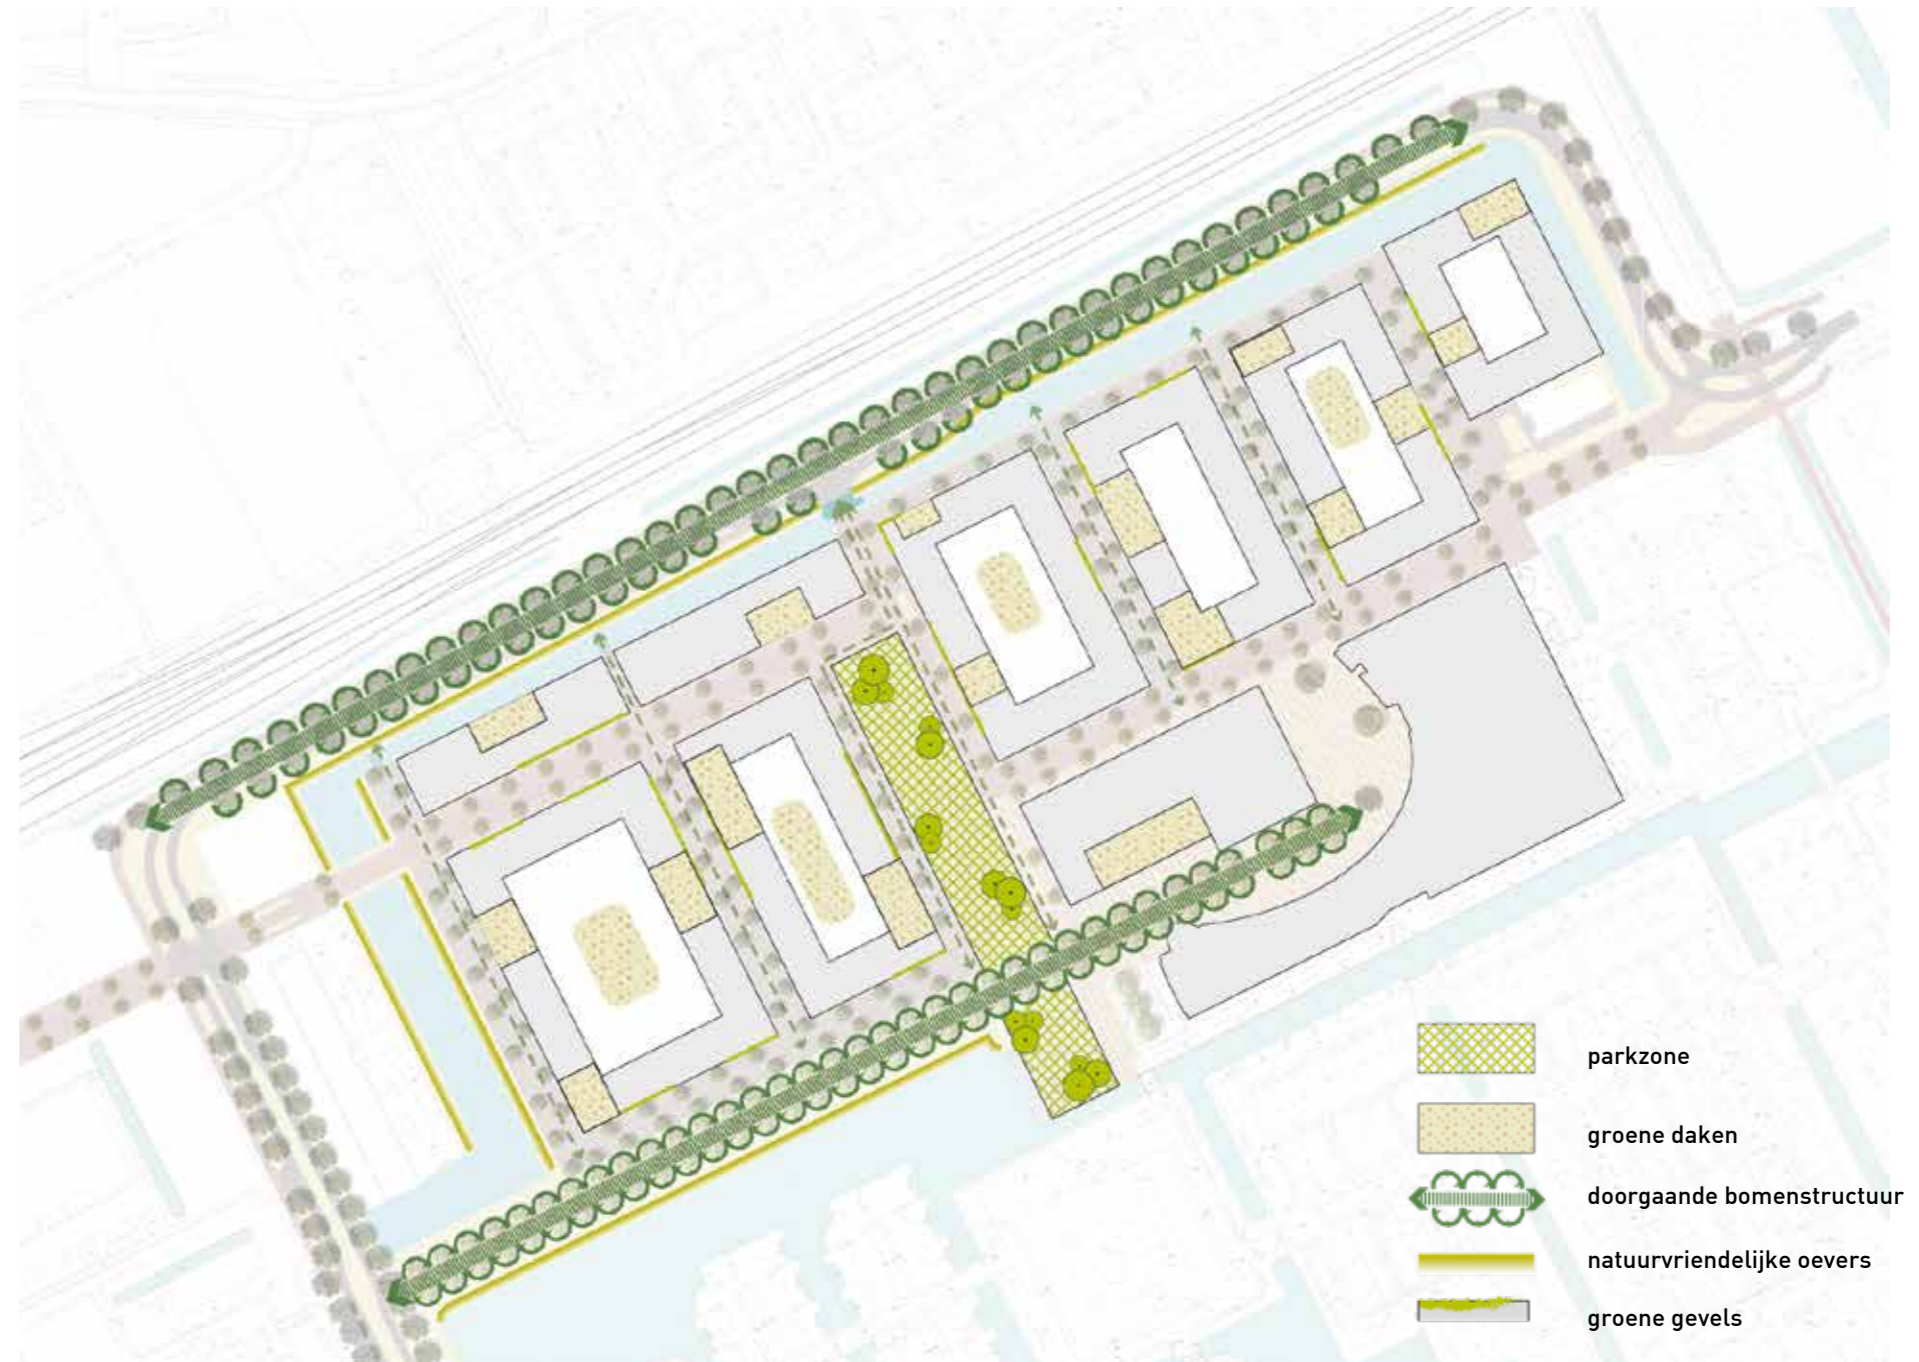 parkzone
groene daken
doorgaande bomenstructuur
natuurvriendelijke oevers
groene gevels